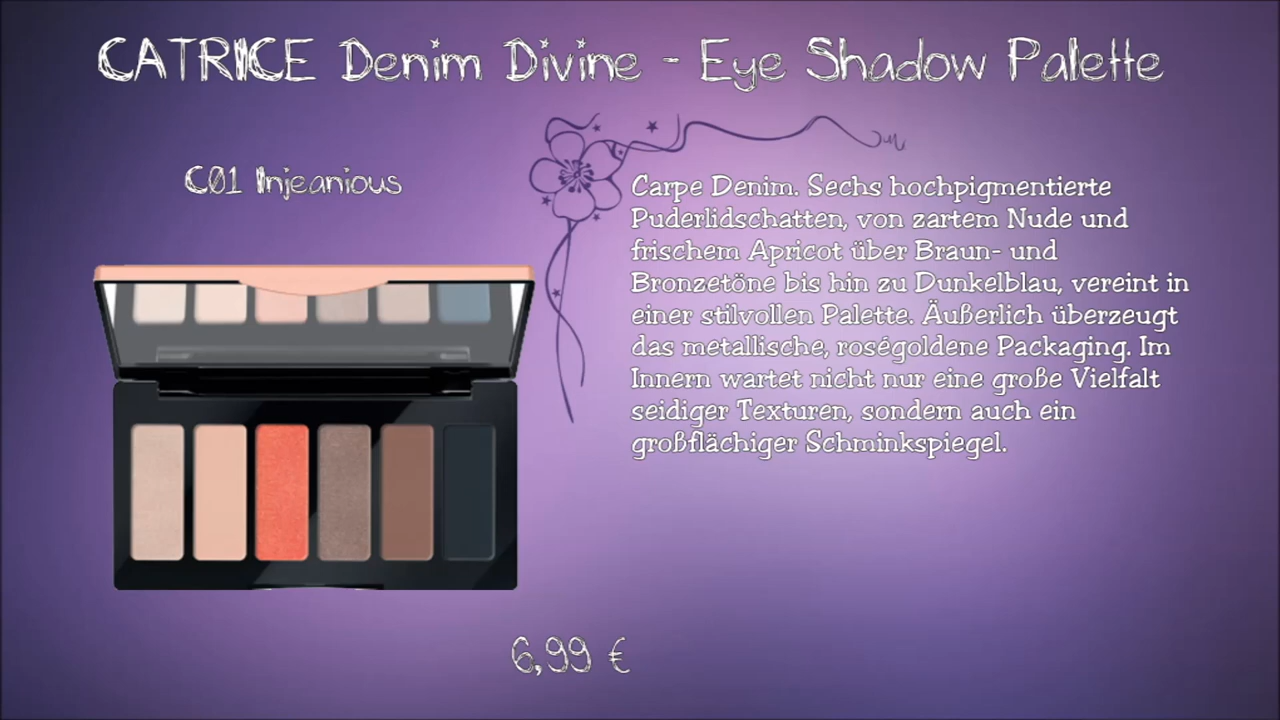 CATRICE Denim Divine - Eye Shadow Palette
C01 Injeanious
Carpe Denim. Sechs hochpigmentierte
Puderlidschatten, von zartem Nude und
frischem Apricot über Braun- und
Bronzetöne bis hin zu Dunkelblau, vereint in
einer stilvollen Palette. Äußerlich überzeugt
das metallische, roségoldene Packaging. Im
Innern wartet nicht nur eine große Vielfalt
seidiger Texturen, sondern auch ein
großflächiger Schminkspiegel.
6,99 €